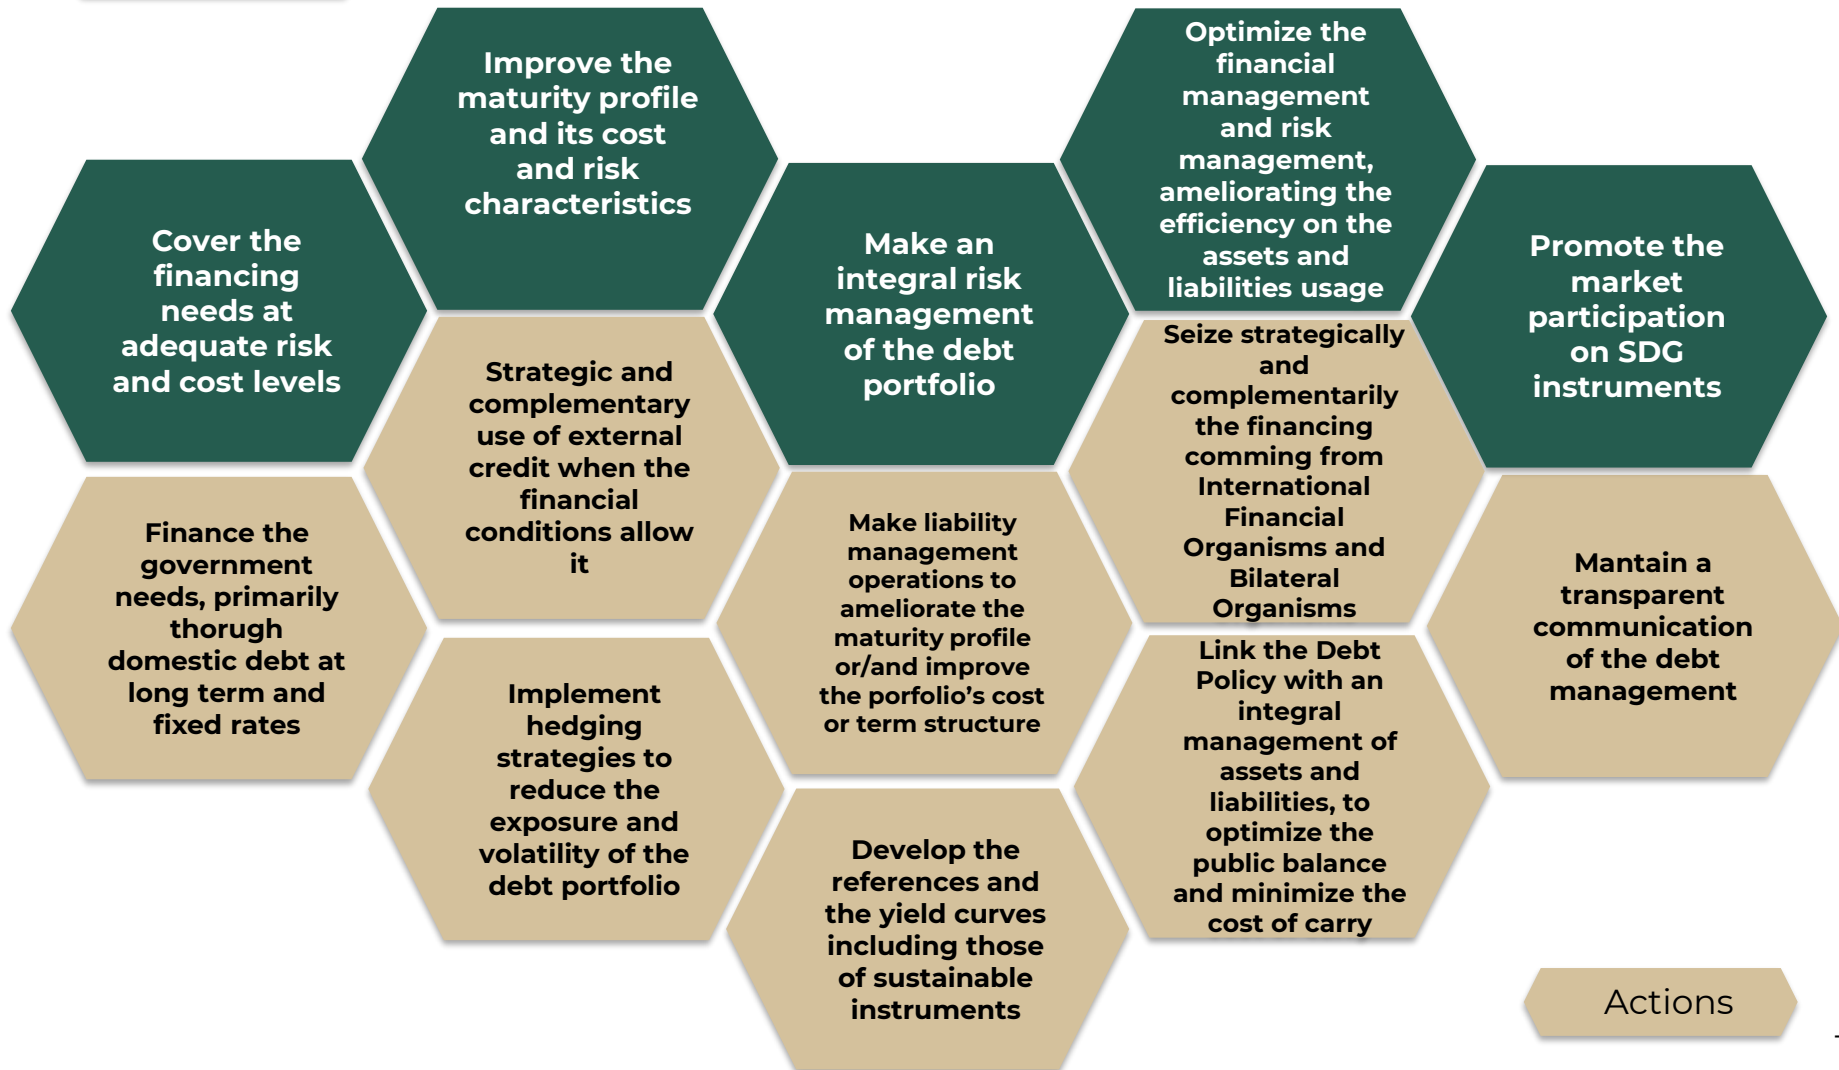 Cover the
financing
needs at
adequate risk
and cost levels
Improve the
maturity profile
and its cost
and risk
characteristics
Make an
integral risk
management
of the debt
portfolio
Optimize the
financial
management
and risk
management,
ameliorating the
efficiency on the
assets and
liabilities usage
Promote the
market
participation
on SDG
instruments
Finance the
government
needs, primarily
thorugh
domestic debt at
long term and
fixed rates
Strategic and
complementary
use of external
credit when the
financial
conditions allow
it
Implement
hedging
strategies to
reduce the
exposure and
volatility of the
debt portfolio
Make liability
management
operations to
ameliorate the
maturity profile
or/and improve
the porfolio's cost
or term structure
Develop the
references and
the yield curves
including those
of sustainable
instruments
Seize strategically
and
complementarily
the financing
comming from
International
Financial
Organisms and
Bilateral
Organisms
Link the Debt
Policy with an
integral
management of
assets and
liabilities, to
optimize the
public balance
and minimize the
cost of carry
Mantain a
transparent
communication
of the debt
management
Actions